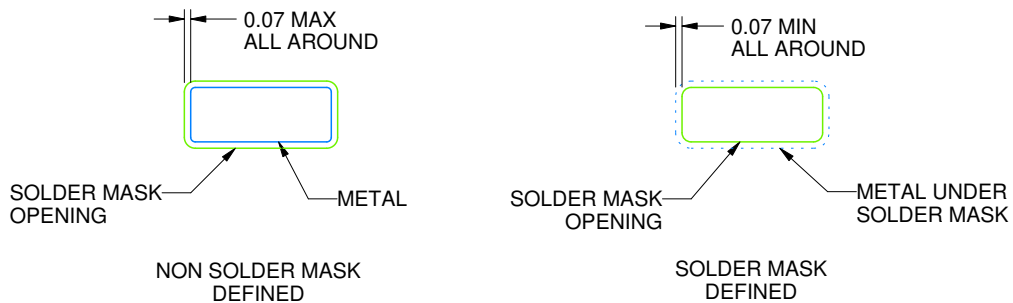 0.07 MAX
ALL AROUND
SOLDER MASK
OPENING
METAL
NON SOLDER MASK
DEFINED
0.07 MIN
ALL AROUND
SOLDER MASK
OPENING
METAL UNDER
SOLDER MASK
SOLDER MASK
DEFINED